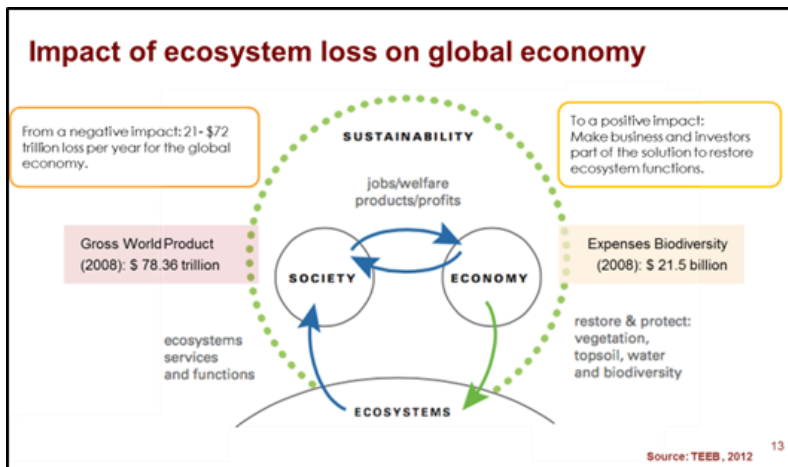 Impact of ecosystem loss on global economy
From a negative impact: 21- $72
trillion loss per year for the global
economy.
To a positive impact:
Make business and investors
part of the solution to restore
ecosystem functions.
SUSTAINABILITY
jobs/welfare
products/profits
Gross World Product
(2008): $ 78.36 trillion
Expenses Biodiversity
(2008): $ 21.5 billion
SOCIETY
ECONOMY
ecosystems
services
and functions
restore & protect:
vegetation,
topsoil, water
and biodiversity
ECOSYSTEMS
13
Source: TEEB, 2012